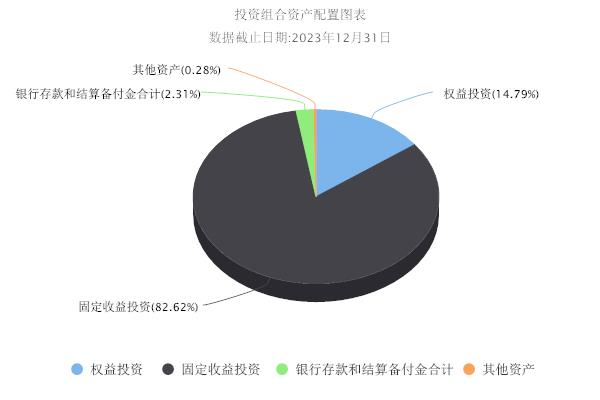 投资组合资产配置图表
数据截止日期:2023年12月31日
其他资产(0.28%)
银行存款和结算备付金合计(2.31%)
权益投资(14.79%)
固定收益投资(82.62%)
权益投资 固定收益投资 银行存款和结算备付金合计 其他资产